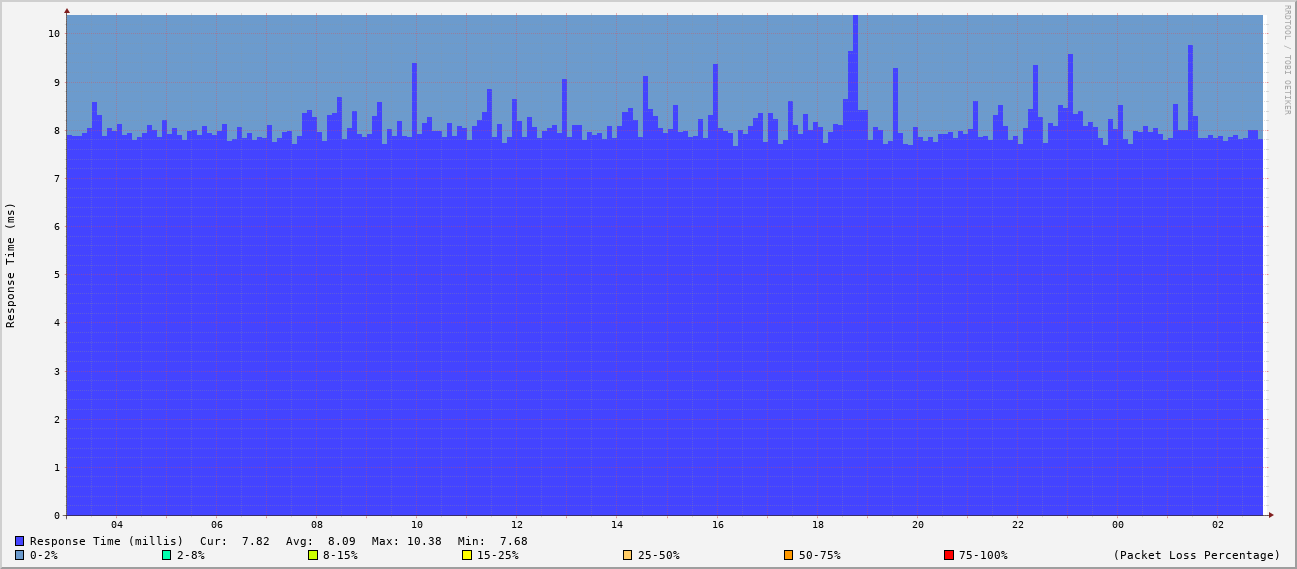 RRDTOOL / TOBI OETIKER
Response Time (ms)
10
9
8
7
6
5
4
3
2
1
0
04 06 08 10 12 14 16 18 20 22 00 02
Response Time (millis) Cur: 7.82 Avg: 8.09 Max: 10.38 Min: 7.68
0-2% 2-8% 8-15% 15-25% 25-50% 50-75% 75-100% (Packet Loss Percentage)